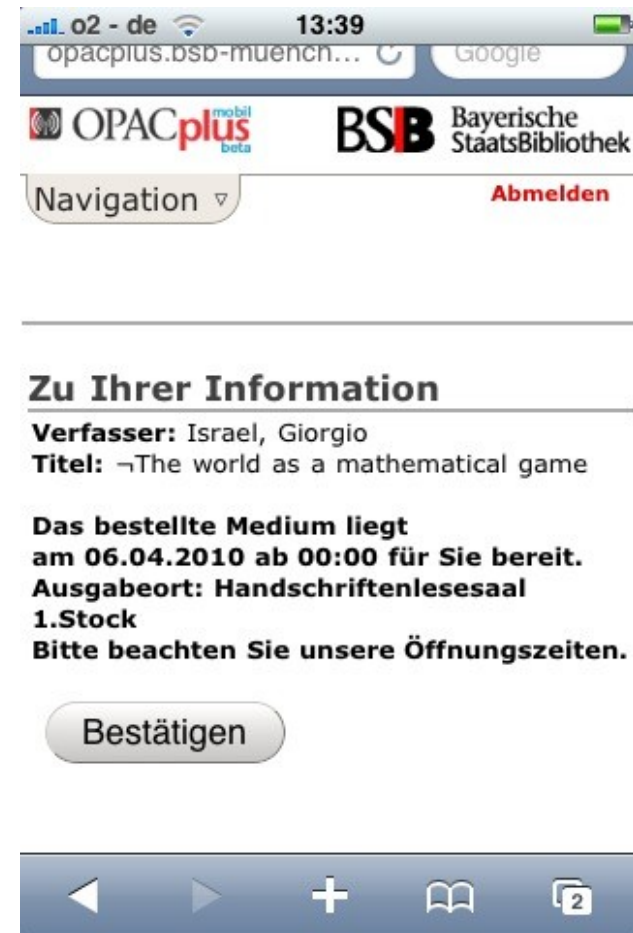 o2 - de 13:39
opacplus.bsb-muench... Google
OPACplus mobil beta BSB Bayerische StaatsBibliothek
Navigation ▿ Abmelden
Zu Ihrer Information
Verfasser: Israel, Giorgio
Titel: ¬The world as a mathematical game
Das bestellte Medium liegt
am 06.04.2010 ab 00:00 für Sie bereit.
Ausgabeort: Handschriftenlesesaal
1.Stock
Bitte beachten Sie unsere Öffnungszeiten.
Bestätigen
2